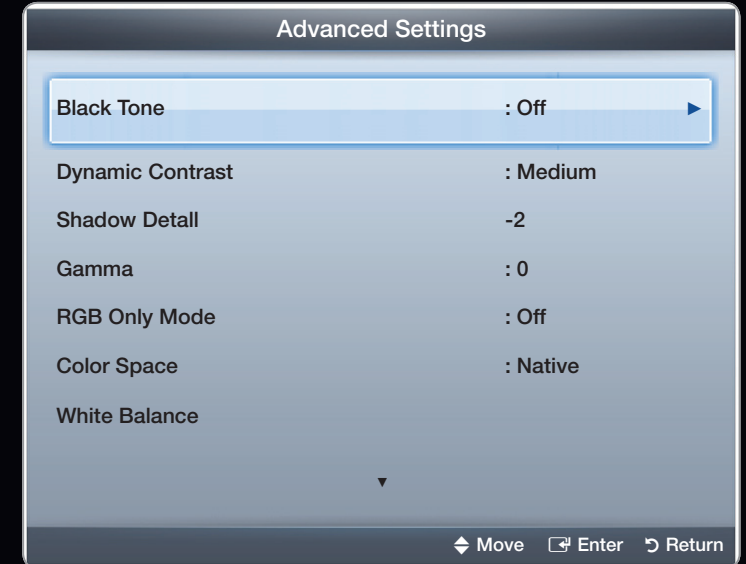 Advanced Settings
Black Tone : Off ►
Dynamic Contrast : Medium
Shadow Detall -2
Gamma : 0
RGB Only Mode : Off
Color Space : Native
White Balance
▼
Move Enter Return